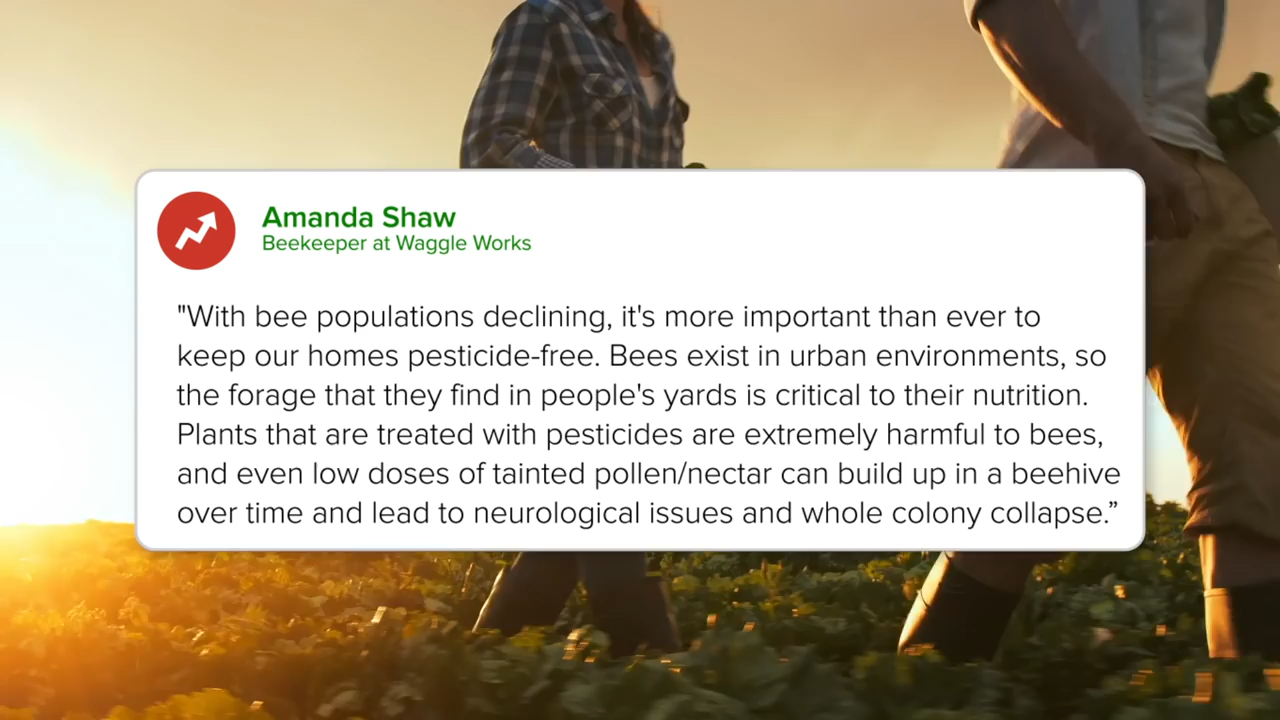 Amanda Shaw
Beekeeper at Waggle Works
"With bee populations declining, it's more important than ever to
keep our homes pesticide-free. Bees exist in urban environments, so
the forage that they find in people's yards is critical to their nutrition.
Plants that are treated with pesticides are extremely harmful to bees,
and even low doses of tainted pollen/nectar can build up in a beehive
over time and lead to neurological issues and whole colony collapse.”